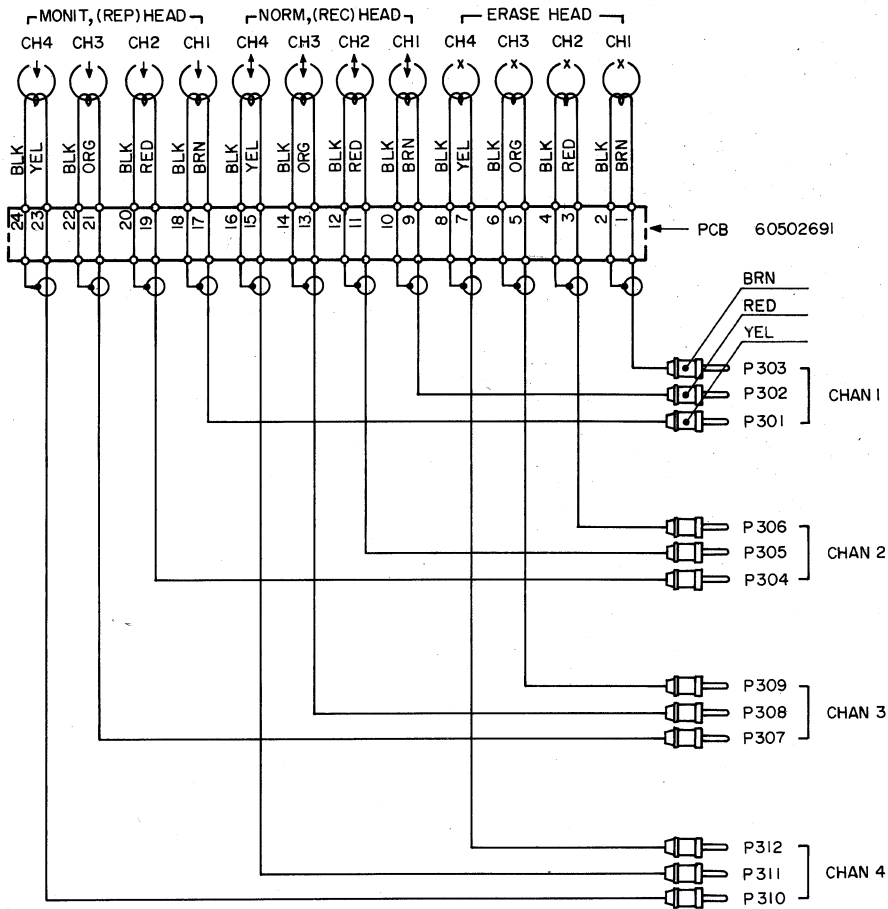 MONIT,(REP)HEAD
NORM,(REC)HEAD
ERASE HEAD
CH4 CH3 CH2 CH1 CH4 CH3 CH2 CH1 CH4 CH3 CH2 CH1
x x x x
BLK YEL BLK ORG BLK RED BLK BRN BLK YEL BLK ORG BLK RED BLK BRN BLK YEL BLK ORG BLK RED BLK BRN
24 23 22 21 20 19 18 17 16 15 14 13 12 11 10 9 8 7 6 5 4 3 2 1
PCB 60502691
BRN
RED
YEL
P303
P302 CHAN 1
P301
P306
P305 CHAN 2
P304
P309
P308 CHAN 3
P307
P312
P311 CHAN 4
P310